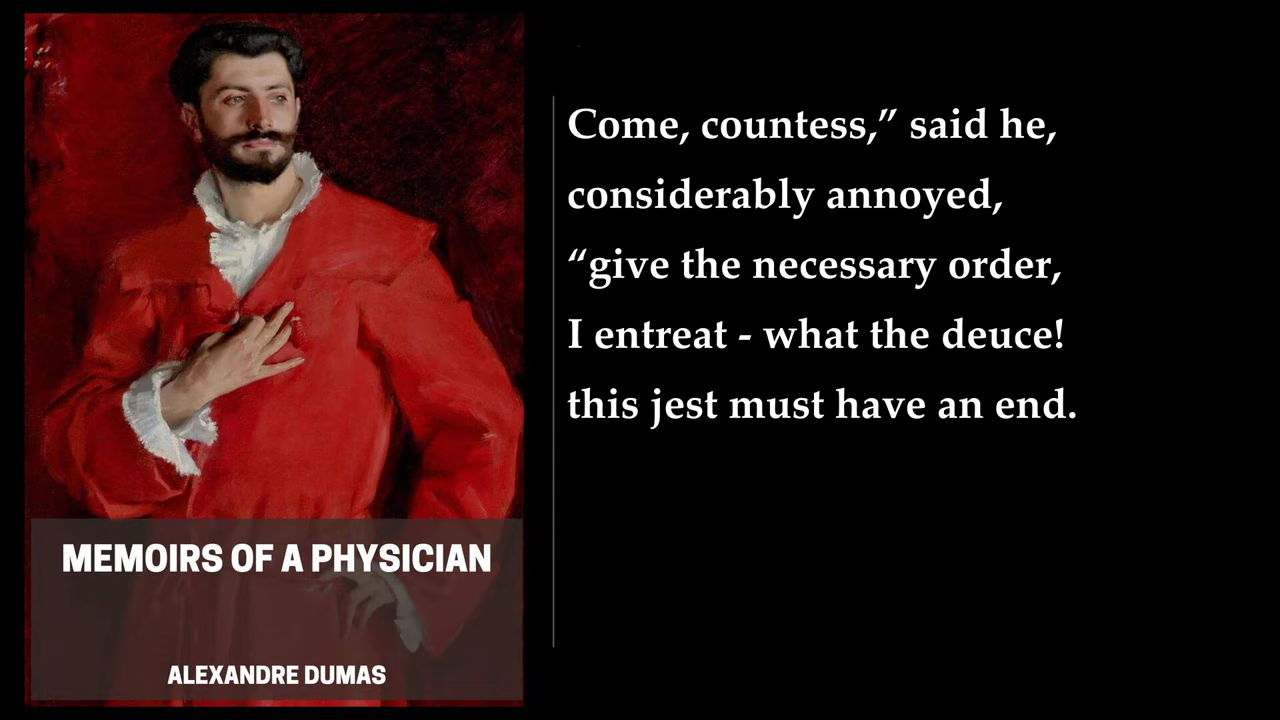 Come, countess,” said he,
considerably annoyed,
“give the necessary order,
I entreat - what the deuce!
this jest must have an end.
MEMOIRS OF A PHYSICIAN
ALEXANDRE DUMAS